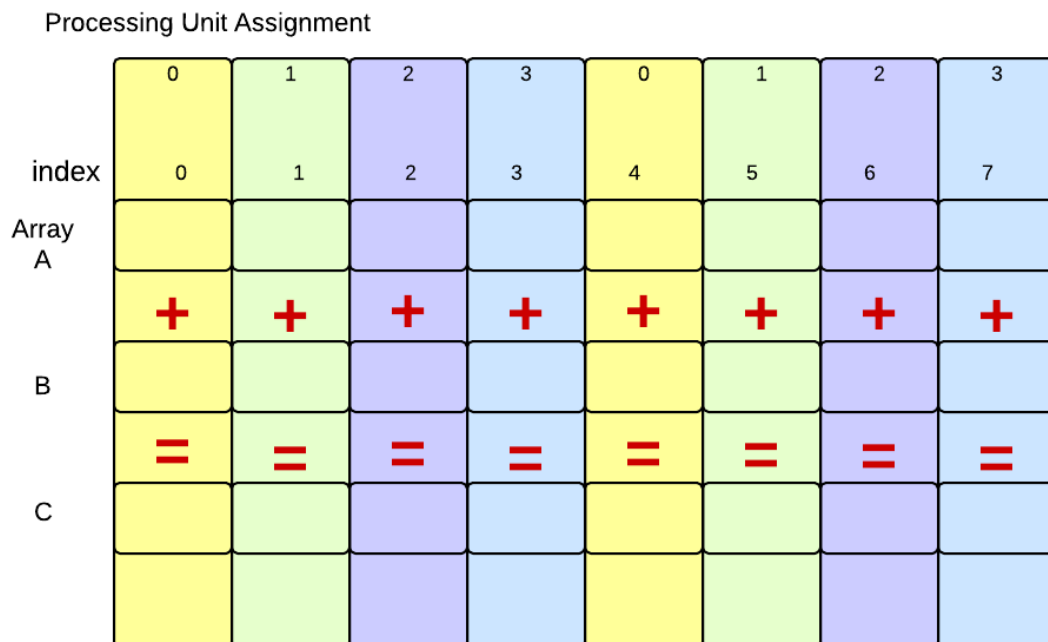 Processing Unit Assignment
0 1 2 3 0 1 2 3
index 0 1 2 3 4 5 6 7
Array
A
+ + + + + + + +
B
= = = = = = = =
C